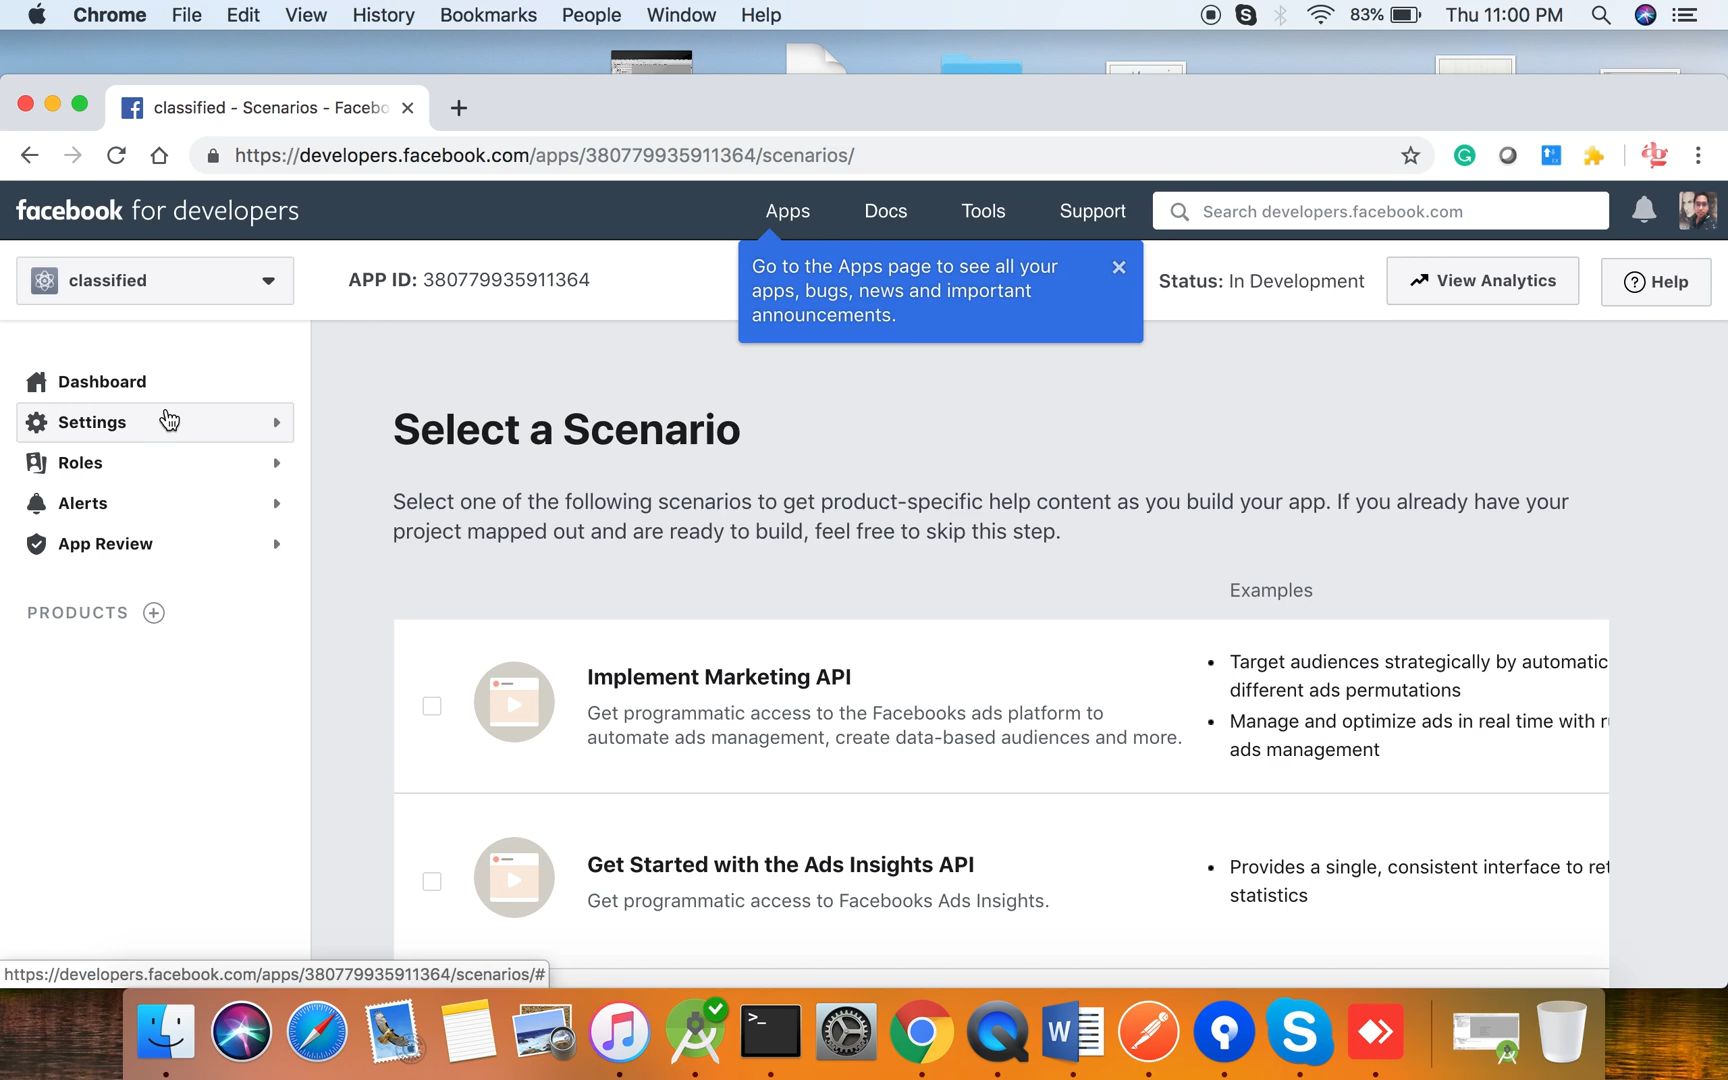 Chrome File Edit View History Bookmarks People Window Help 83% Thu 11:00 PM
classified - Scenarios - Facebo
https://developers.facebook.com/apps/380779935911364/scenarios/
facebook for developers Apps Docs Tools Support Search developers.facebook.com
classified APP ID: 380779935911364 Status: In Development View Analytics Help
Go to the Apps page to see all your
apps, bugs, news and important
announcements.
Dashboard
Settings
Roles
Alerts
App Review
PRODUCTS
Select a Scenario
Select one of the following scenarios to get product-specific help content as you build your app. If you already have your
project mapped out and are ready to build, feel free to skip this step.
Examples
Implement Marketing API
Get programmatic access to the Facebooks ads platform to
automate ads management, create data-based audiences and more.
• Target audiences strategically by automatic
different ads permutations
• Manage and optimize ads in real time with r
ads management
Get Started with the Ads Insights API
Get programmatic access to Facebooks Ads Insights.
• Provides a single, consistent interface to ret
statistics
https://developers.facebook.com/apps/380779935911364/scenarios/#